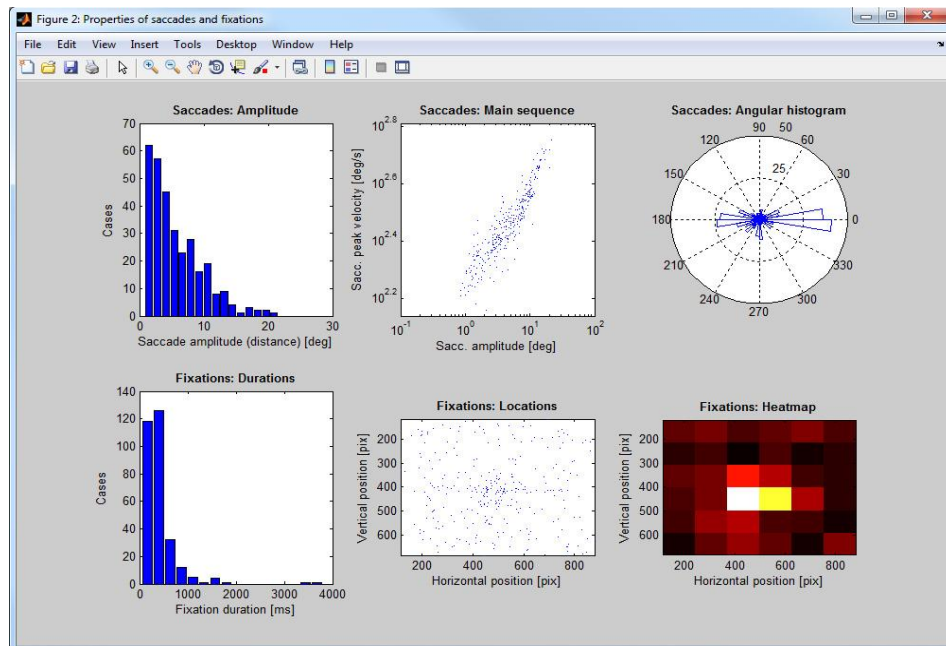 Figure 2: Properties of saccades and fixations
File Edit View Insert Tools Desktop Window Help
Saccades: Amplitude
70
60
50
40
30
20
10
0
Cases
0 10 20 30
Saccade amplitude (distance) [deg]
Saccades: Main sequence
10^2.8
10^2.6
10^2.4
10^2.2
Sacc. peak velocity [deg/s]
10^-1 10^0 10^1 10^2
Sacc. amplitude [deg]
Saccades: Angular histogram
90 50
120 60
25
150 30
180 0
210 330
240 300
270
Fixations: Durations
140
120
100
80
60
40
20
0
Cases
0 1000 2000 3000 4000
Fixation duration [ms]
Fixations: Locations
200
300
400
500
600
Vertical position [pix]
200 400 600 800
Horizontal position [pix]
Fixations: Heatmap
200
300
400
500
600
Vertical position [pix]
200 400 600 800
Horizontal position [pix]